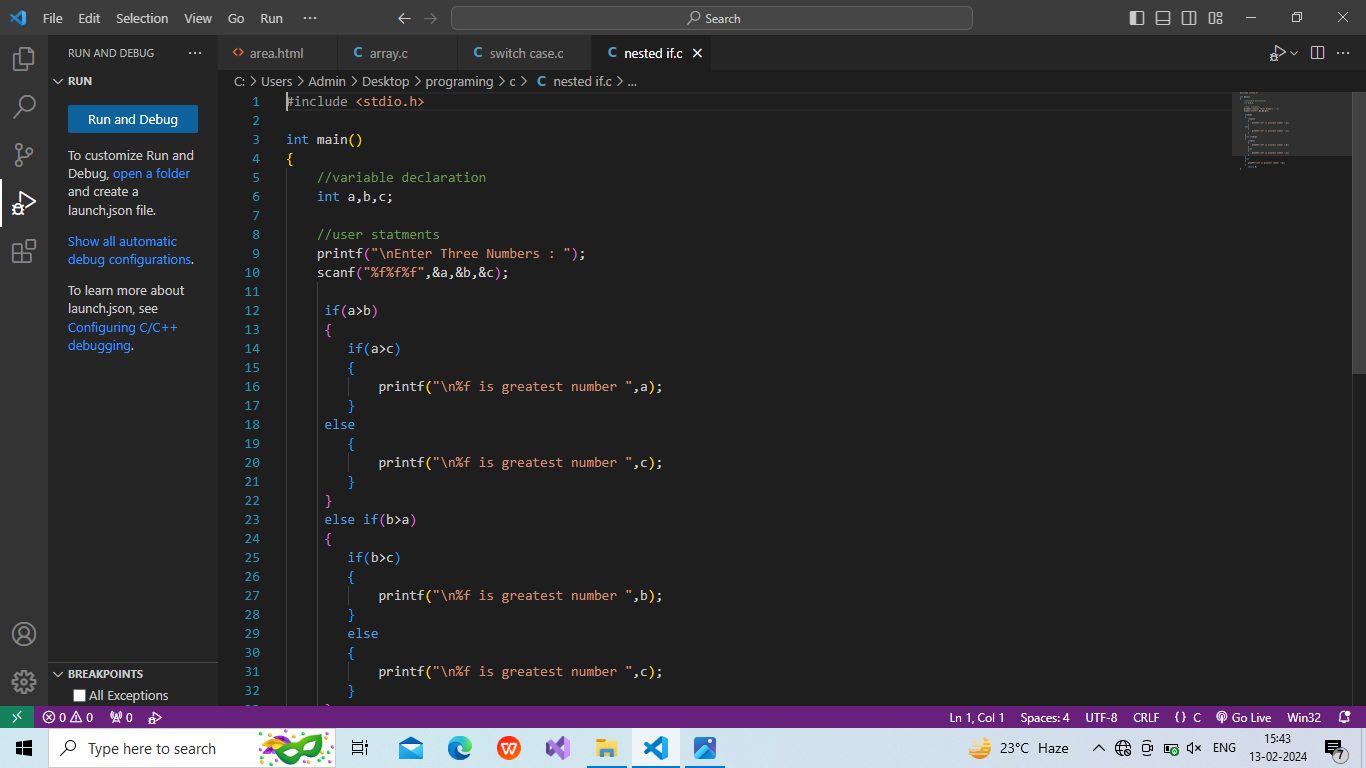 File Edit Selection View Go Run ··· Search
RUN AND DEBUG ···
area.html array.c switch case.c nested if.c
C: > Users > Admin > Desktop > programing > c > C nested if.c > ...
RUN
Run and Debug
To customize Run and
Debug, open a folder
and create a
launch.json file.
Show all automatic
debug configurations.
To learn more about
launch.json, see
Configuring C/C++
debugging.
BREAKPOINTS
All Exceptions
1 #include <stdio.h>
2
3 int main()
4 {
5 //variable declaration
6 int a,b,c;
7
8 //user statments
9 printf("\nEnter Three Numbers : ");
10 scanf("%f%f%f",&a,&b,&c);
11
12 if(a>b)
13 {
14 if(a>c)
15 {
16 printf("\n%f is greatest number ",a);
17 }
18 else
19 {
20 printf("\n%f is greatest number ",c);
21 }
22 }
23 else if(b>a)
24 {
25 if(b>c)
26 {
27 printf("\n%f is greatest number ",b);
28 }
29 else
30 {
31 printf("\n%f is greatest number ",c);
32 }
0 0 0 Ln 1, Col 1 Spaces: 4 UTF-8 CRLF {} C Go Live Win32
Type here to search
23°C Haze ENG
15:43
13-02-2024
7